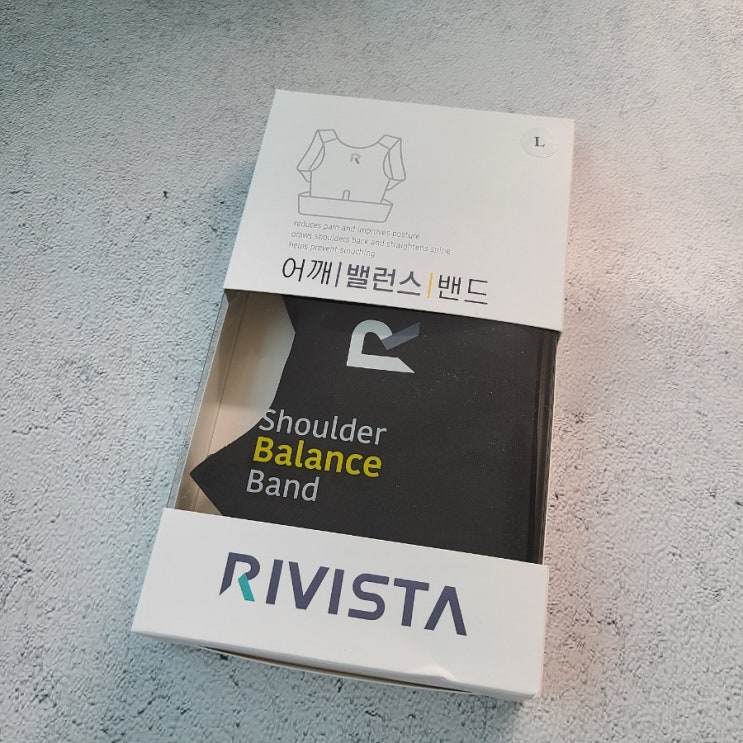 L
R
reduces pain and improves posture
draws shoulders back and straightens spine
helps prevent slouching
어깨|밸런스|밴드
R
Shoulder
Balance
Band
RIVISTA